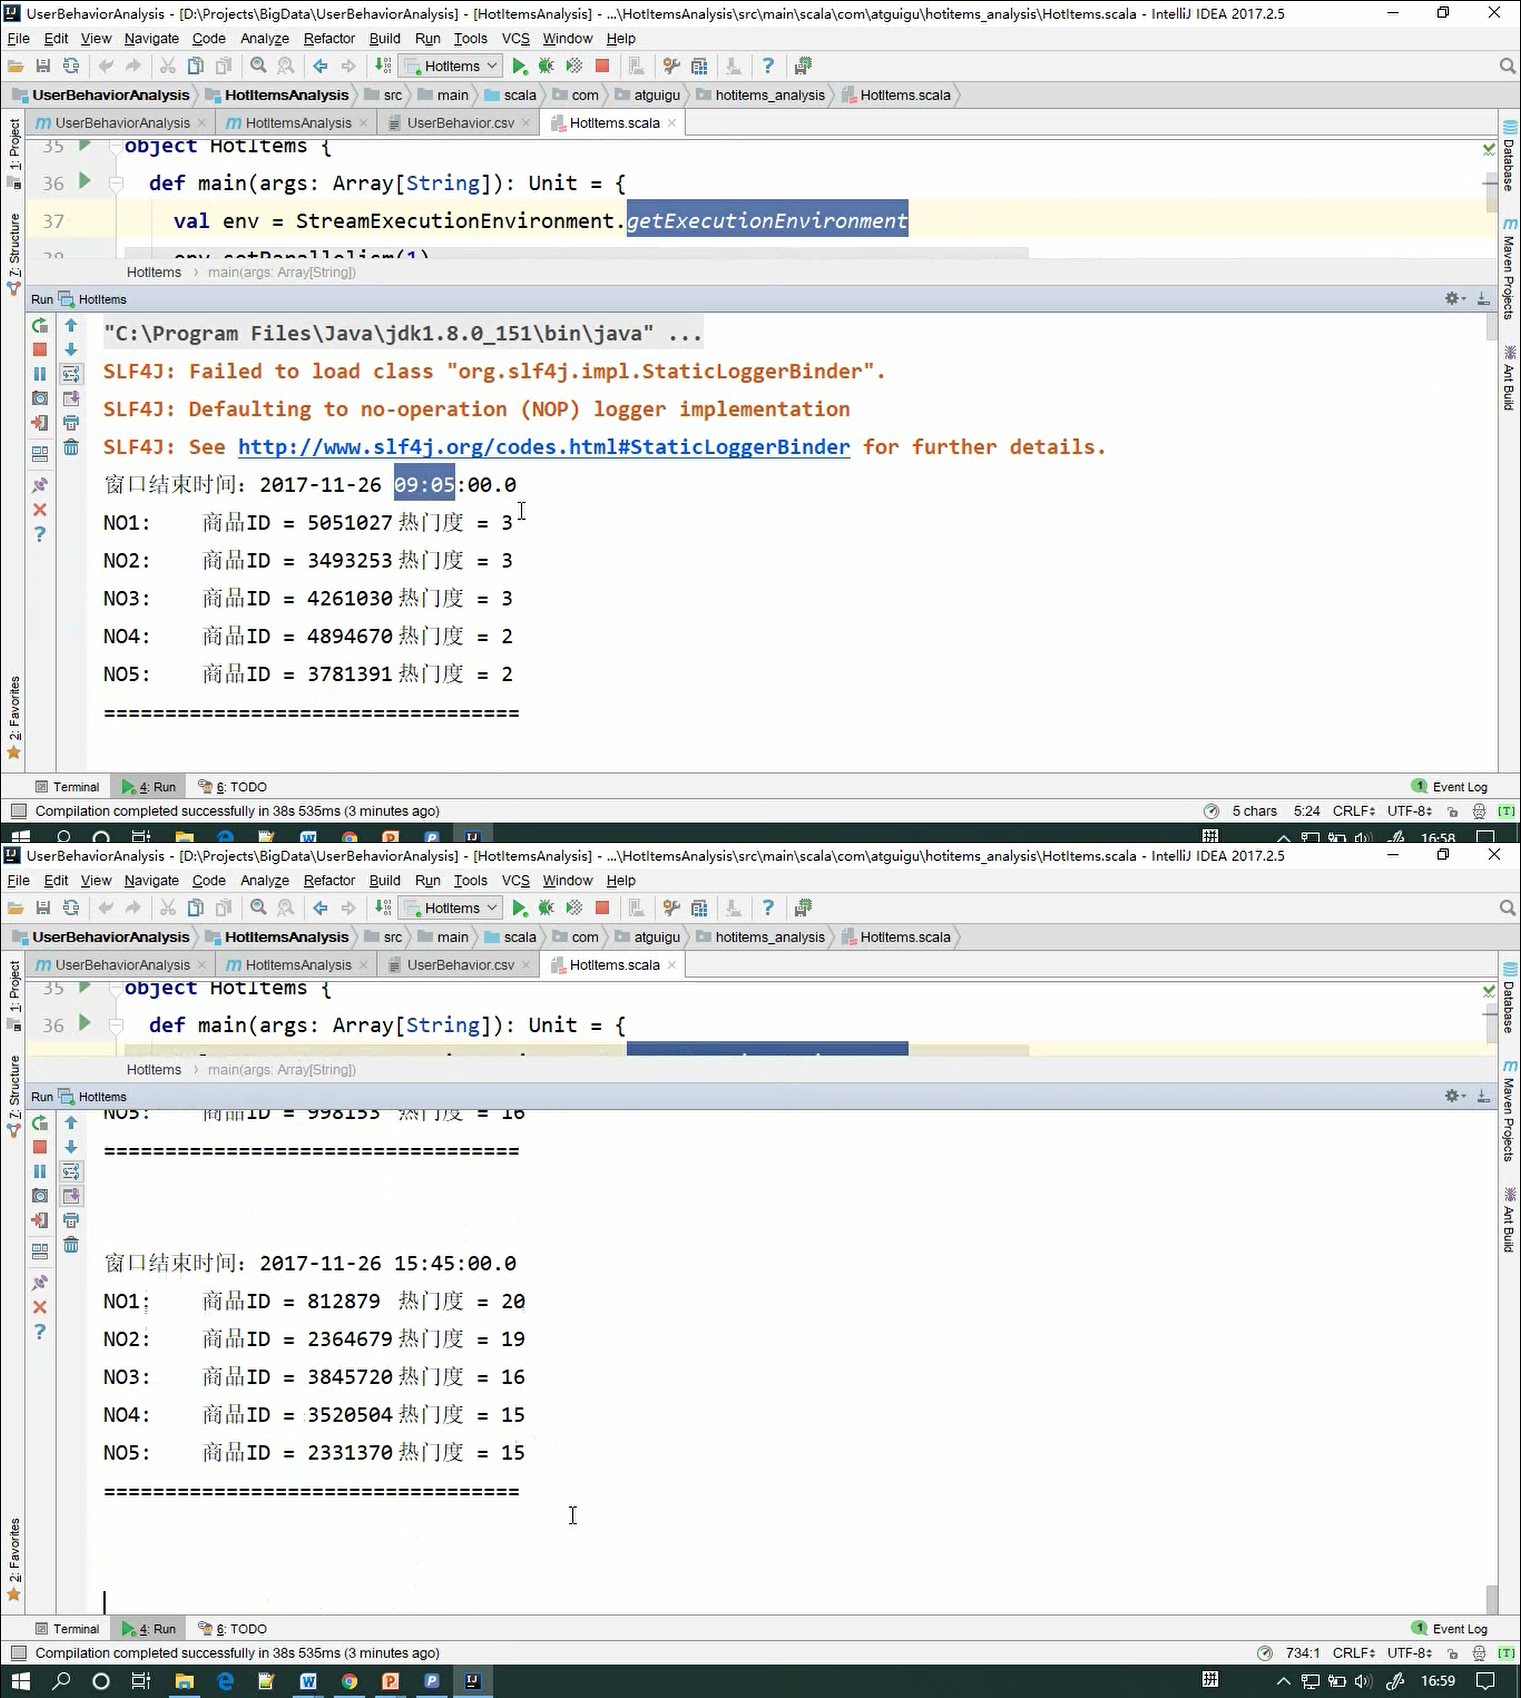 UserBehaviorAnalysis - [D:\Projects\BigData\UserBehaviorAnalysis] - [HotItemsAnalysis] - ...\HotItemsAnalysis\src\main\scala\com\atguigu\hotitems_analysis\HotItems.scala - IntelliJ IDEA 2017.2.5
File Edit View Navigate Code Analyze Refactor Build Run Tools VCS Window Help
HotItems
UserBehaviorAnalysis HotItemsAnalysis src main scala com atguigu hotitems_analysis HotItems.scala
UserBehaviorAnalysis HotItemsAnalysis UserBehavior.csv HotItems.scala
1: Project
7: Structure
2: Favorites
Database
Maven Projects
Ant Build
35 object HotItems {
36 def main(args: Array[String]): Unit = {
37 val env = StreamExecutionEnvironment.getExecutionEnvironment
38 env.setParallelism(1)
HotItems main(args: Array[String])
Run HotItems
"C:\Program Files\Java\jdk1.8.0_151\bin\java" ...
SLF4J: Failed to load class "org.slf4j.impl.StaticLoggerBinder".
SLF4J: Defaulting to no-operation (NOP) logger implementation
SLF4J: See http://www.slf4j.org/codes.html#StaticLoggerBinder for further details.
窗口结束时间: 2017-11-26 09:05:00.0
NO1: 商品ID = 5051027 热门度 = 3
NO2: 商品ID = 3493253 热门度 = 3
NO3: 商品ID = 4261030 热门度 = 3
NO4: 商品ID = 4894670 热门度 = 2
NO5: 商品ID = 3781391 热门度 = 2
==================================
Terminal 4: Run 6: TODO 1 Event Log
Compilation completed successfully in 38s 535ms (3 minutes ago) 5 chars 5:24 CRLF UTF-8 [T]
拼 16:58
UserBehaviorAnalysis - [D:\Projects\BigData\UserBehaviorAnalysis] - [HotItemsAnalysis] - ...\HotItemsAnalysis\src\main\scala\com\atguigu\hotitems_analysis\HotItems.scala - IntelliJ IDEA 2017.2.5
File Edit View Navigate Code Analyze Refactor Build Run Tools VCS Window Help
HotItems
UserBehaviorAnalysis HotItemsAnalysis src main scala com atguigu hotitems_analysis HotItems.scala
UserBehaviorAnalysis HotItemsAnalysis UserBehavior.csv HotItems.scala
1: Project
7: Structure
2: Favorites
Database
Maven Projects
Ant Build
35 object HotItems {
36 def main(args: Array[String]): Unit = {
HotItems main(args: Array[String])
Run HotItems
NO5: 商品ID = 998153 热门度 = 16
==================================
窗口结束时间: 2017-11-26 15:45:00.0
NO1: 商品ID = 812879 热门度 = 20
NO2: 商品ID = 2364679 热门度 = 19
NO3: 商品ID = 3845720 热门度 = 16
NO4: 商品ID = 3520504 热门度 = 15
NO5: 商品ID = 2331370 热门度 = 15
==================================
Terminal 4: Run 6: TODO 1 Event Log
Compilation completed successfully in 38s 535ms (3 minutes ago) 734:1 CRLF UTF-8 [T]
拼 16:59